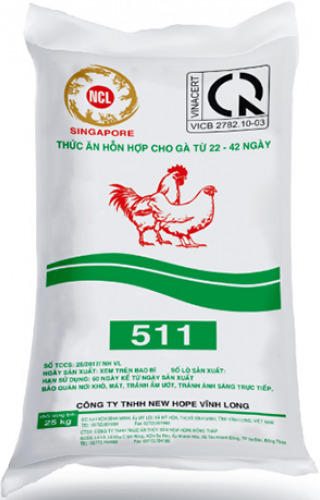 NCL
SINGAPORE
VINACERT
VICB 2782.10-03
THỨC ĂN HỖN HỢP CHO GÀ TỪ 22 - 42 NGÀY
511
SỐ TCCS: 25/2017/ NH VL
NGÀY SẢN XUẤT: XEM TRÊN BAO BÌ SỐ LÔ SẢN XUẤT:
HẠN SỬ DỤNG: 60 NGÀY KỂ TỪ NGÀY SẢN XUẤT
BẢO QUẢN NƠI KHÔ, MÁT, TRÁNH ẨM ƯỚT, TRÁNH ÁNH SÁNG TRỰC TIẾP.
CÔNG TY TNHH NEW HOPE VĨNH LONG
25 kg